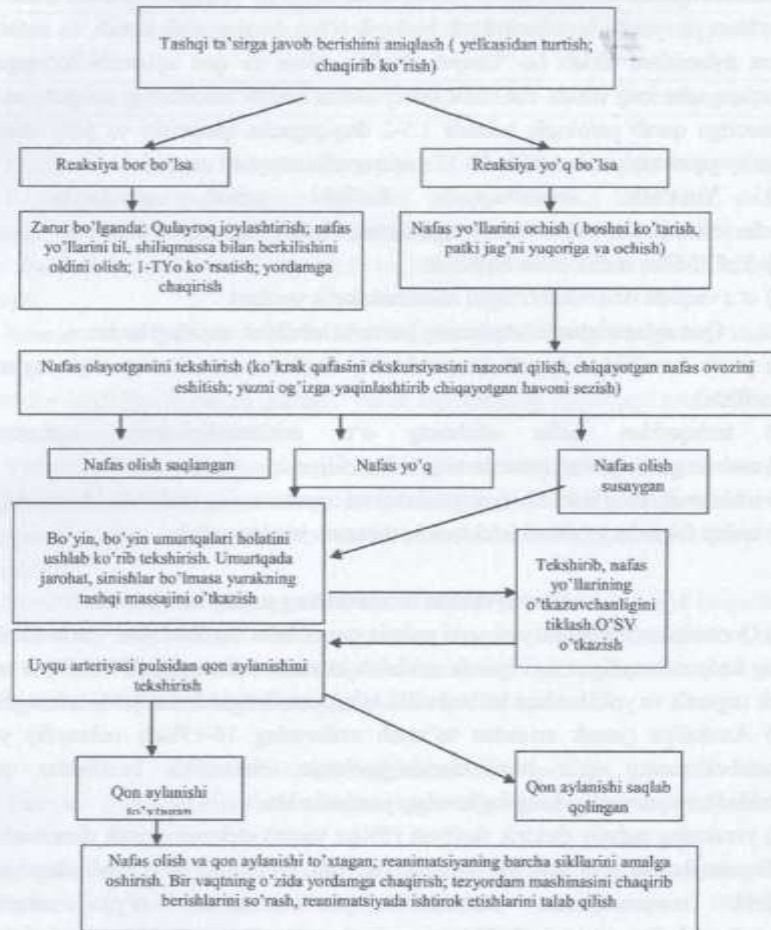 Tashqi ta'sirga javob berishini aniqlash ( yelkasidan turtish;
chaqirib ko'rish)
Reaksiya bor bo'lsa
Reaksiya yo'q bo'lsa
Zarur bo'lganda: Qulayroq joylashtirish; nafas
yo'llarini til, shiliqmassa bilan berkilishini
oldini olish; 1-TYo ko'rsatish; yordamga
chaqirish
Nafas yo'llarini ochish ( boshni ko'tarish,
patki jag'ni yuqoriga va ochish)
Nafas olayotganini tekshirish (ko'krak qafasini ekskursiyasini nazorat qilish, chiqayotgan nafas ovozini
eshitish; yuzni og'izga yaqinlashtirib chiqayotgan havoni sezish)
Nafas olish saqlangan
Nafas yo'q
Nafas olish
susaygan
Bo'yin, bo'yin umurtqalari holatini
ushlab ko'rib tekshirish. Umurtqada
jarohat, sinishlar bo'lmasa yurakning
tashqi massajini o'tkazish
Tekshirib, nafas
yo'llarining
o'tkazuvchanligini
tiklash.O'SV
o'tkazish
Uyqu arteriyasi pulsidan qon aylanishini
tekshirish
Qon aylanishi
to'xtagan
Qon aylanishi saqlab
qolingan
Nafas olish va qon aylanishi to'xtagan; reanimatsiyaning barcha sikllarini amalga
oshirish. Bir vaqtning o'zida yordamga chaqirish; tezyordam mashinasini chaqirib
berishlarini so'rash, reanimatsiyada ishtirok etishlarini talab qilish